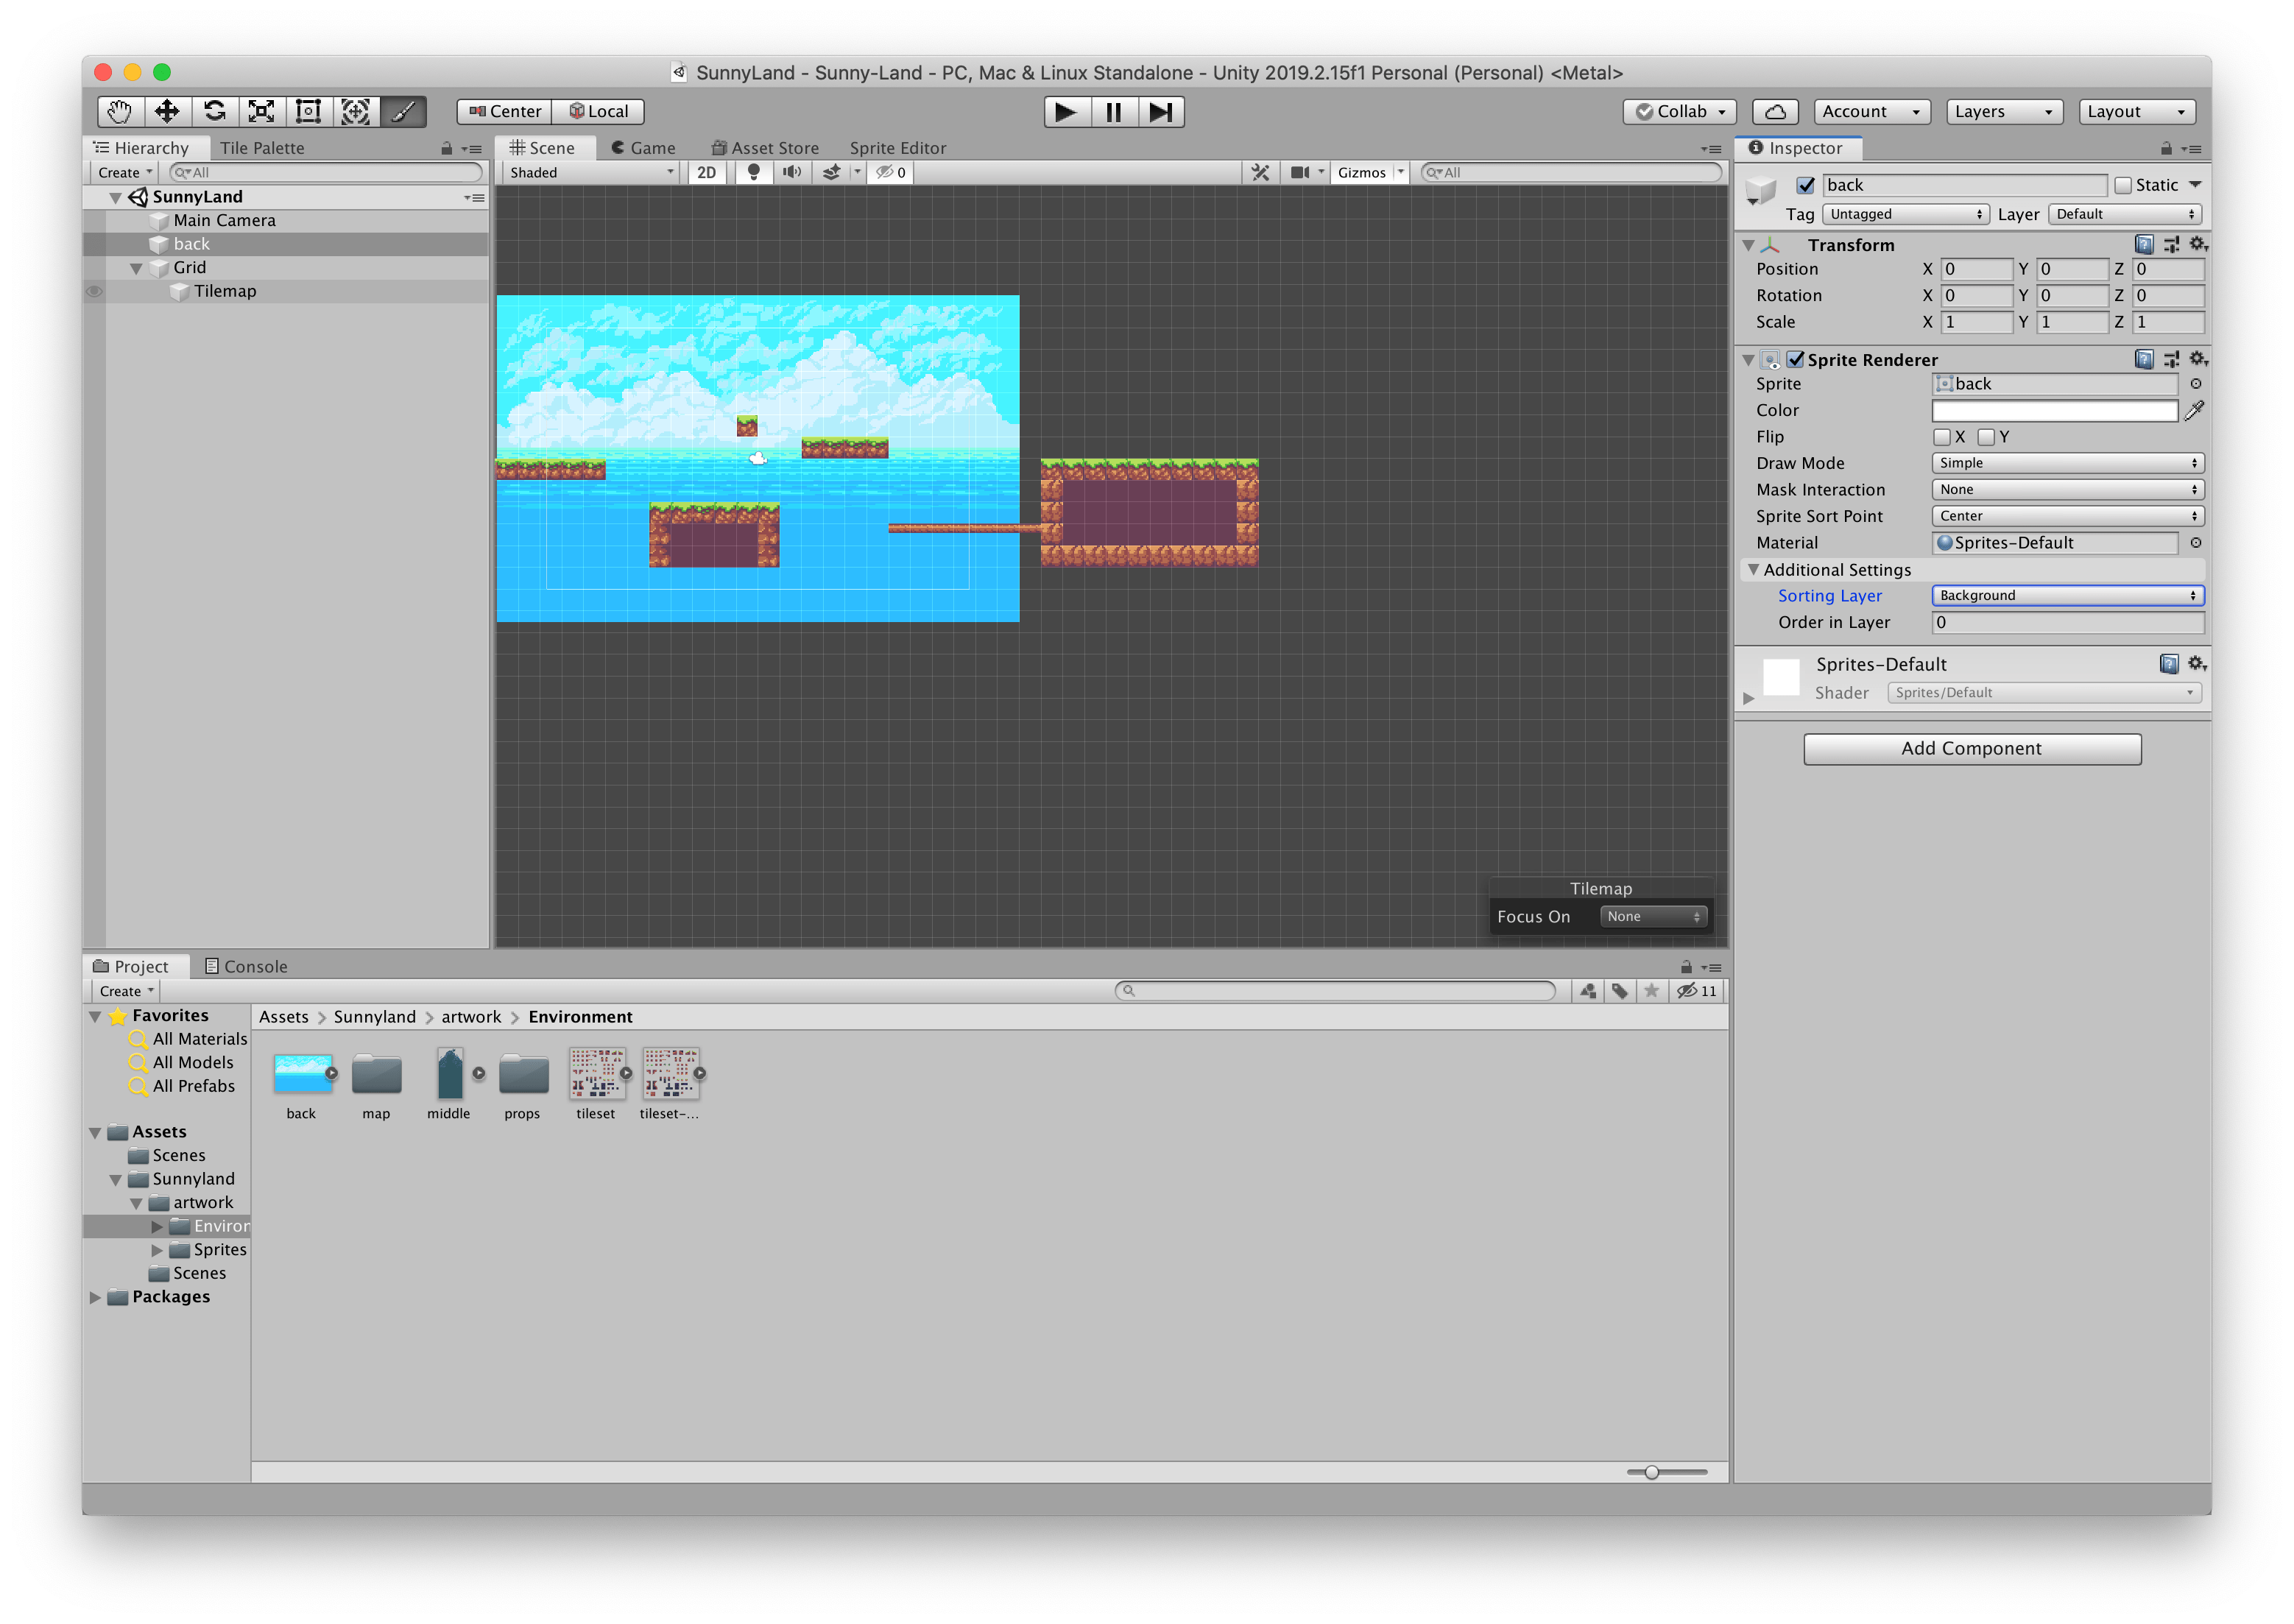 SunnyLand - Sunny-Land - PC, Mac & Linux Standalone - Unity 2019.2.15f1 Personal (Personal) <Metal>
Center Local Collab Account Layers Layout
Hierarchy Tile Palette
Create All
SunnyLand
Main Camera
back
Grid
Tilemap
Scene Game Asset Store Sprite Editor
Shaded 2D 0 Gizmos All
Tilemap
Focus On None
Inspector
back Static
Tag Untagged Layer Default
Transform
Position X 0 Y 0 Z 0
Rotation X 0 Y 0 Z 0
Scale X 1 Y 1 Z 1
Sprite Renderer
Sprite back
Color
Flip X Y
Draw Mode Simple
Mask Interaction None
Sprite Sort Point Center
Material Sprites-Default
Additional Settings
Sorting Layer Background
Order in Layer 0
Sprites-Default
Shader Sprites/Default
Add Component
Project Console
Create 11
Favorites
All Materials
All Models
All Prefabs
Assets
Scenes
Sunnyland
artwork
Environ
Sprites
Scenes
Packages
Assets > Sunnyland > artwork > Environment
back map middle props tileset tileset-...